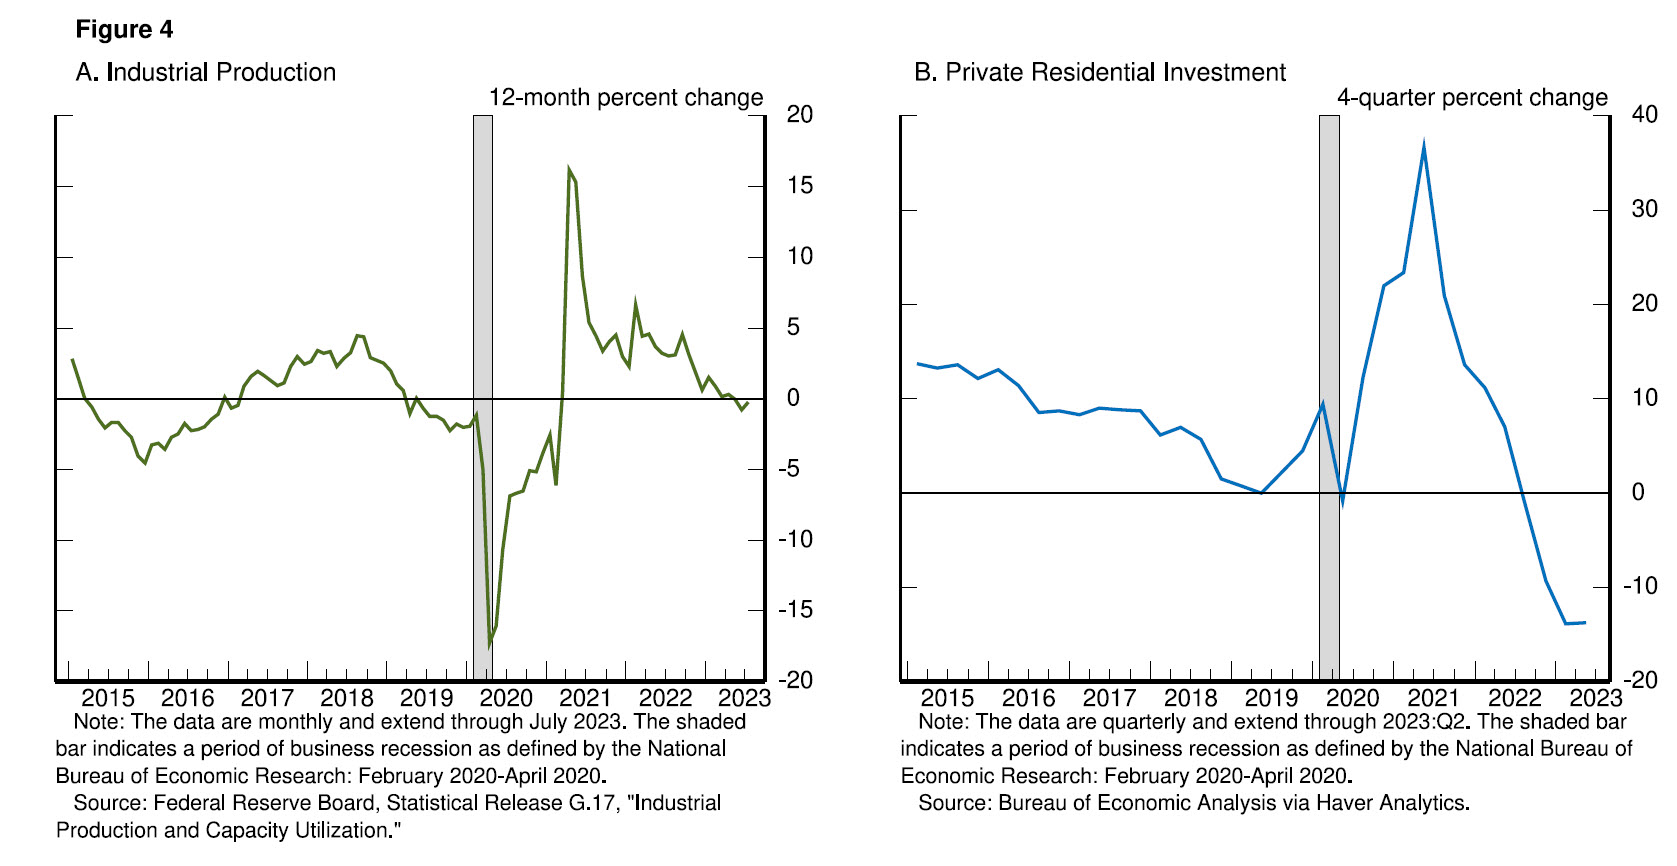 Figure 4
A. Industrial Production
12-month percent change
20
15
10
5
0
-5
-10
-15
-20
2015 2016 2017 2018 2019 2020 2021 2022 2023
Note: The data are monthly and extend through July 2023. The shaded
bar indicates a period of business recession as defined by the National
Bureau of Economic Research: February 2020-April 2020.
Source: Federal Reserve Board, Statistical Release G.17, "Industrial
Production and Capacity Utilization."
B. Private Residential Investment
4-quarter percent change
40
30
20
10
0
-10
-20
2015 2016 2017 2018 2019 2020 2021 2022 2023
Note: The data are quarterly and extend through 2023:Q2. The shaded bar
indicates a period of business recession as defined by the National Bureau of
Economic Research: February 2020-April 2020.
Source: Bureau of Economic Analysis via Haver Analytics.